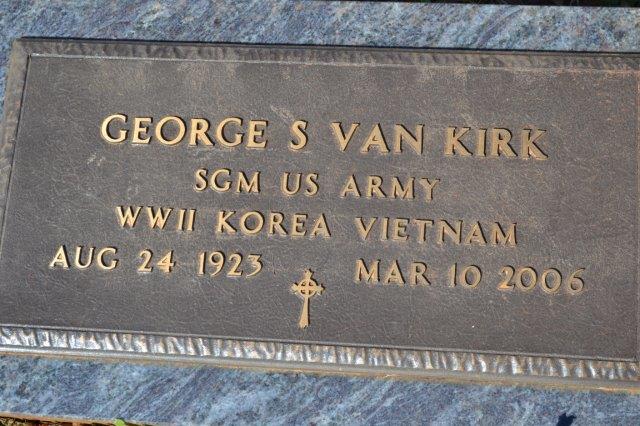 GEORGE S VAN KIRK
SGM US ARMY
WWII KOREA VIETNAM
AUG 24 1923 MAR 10 2006